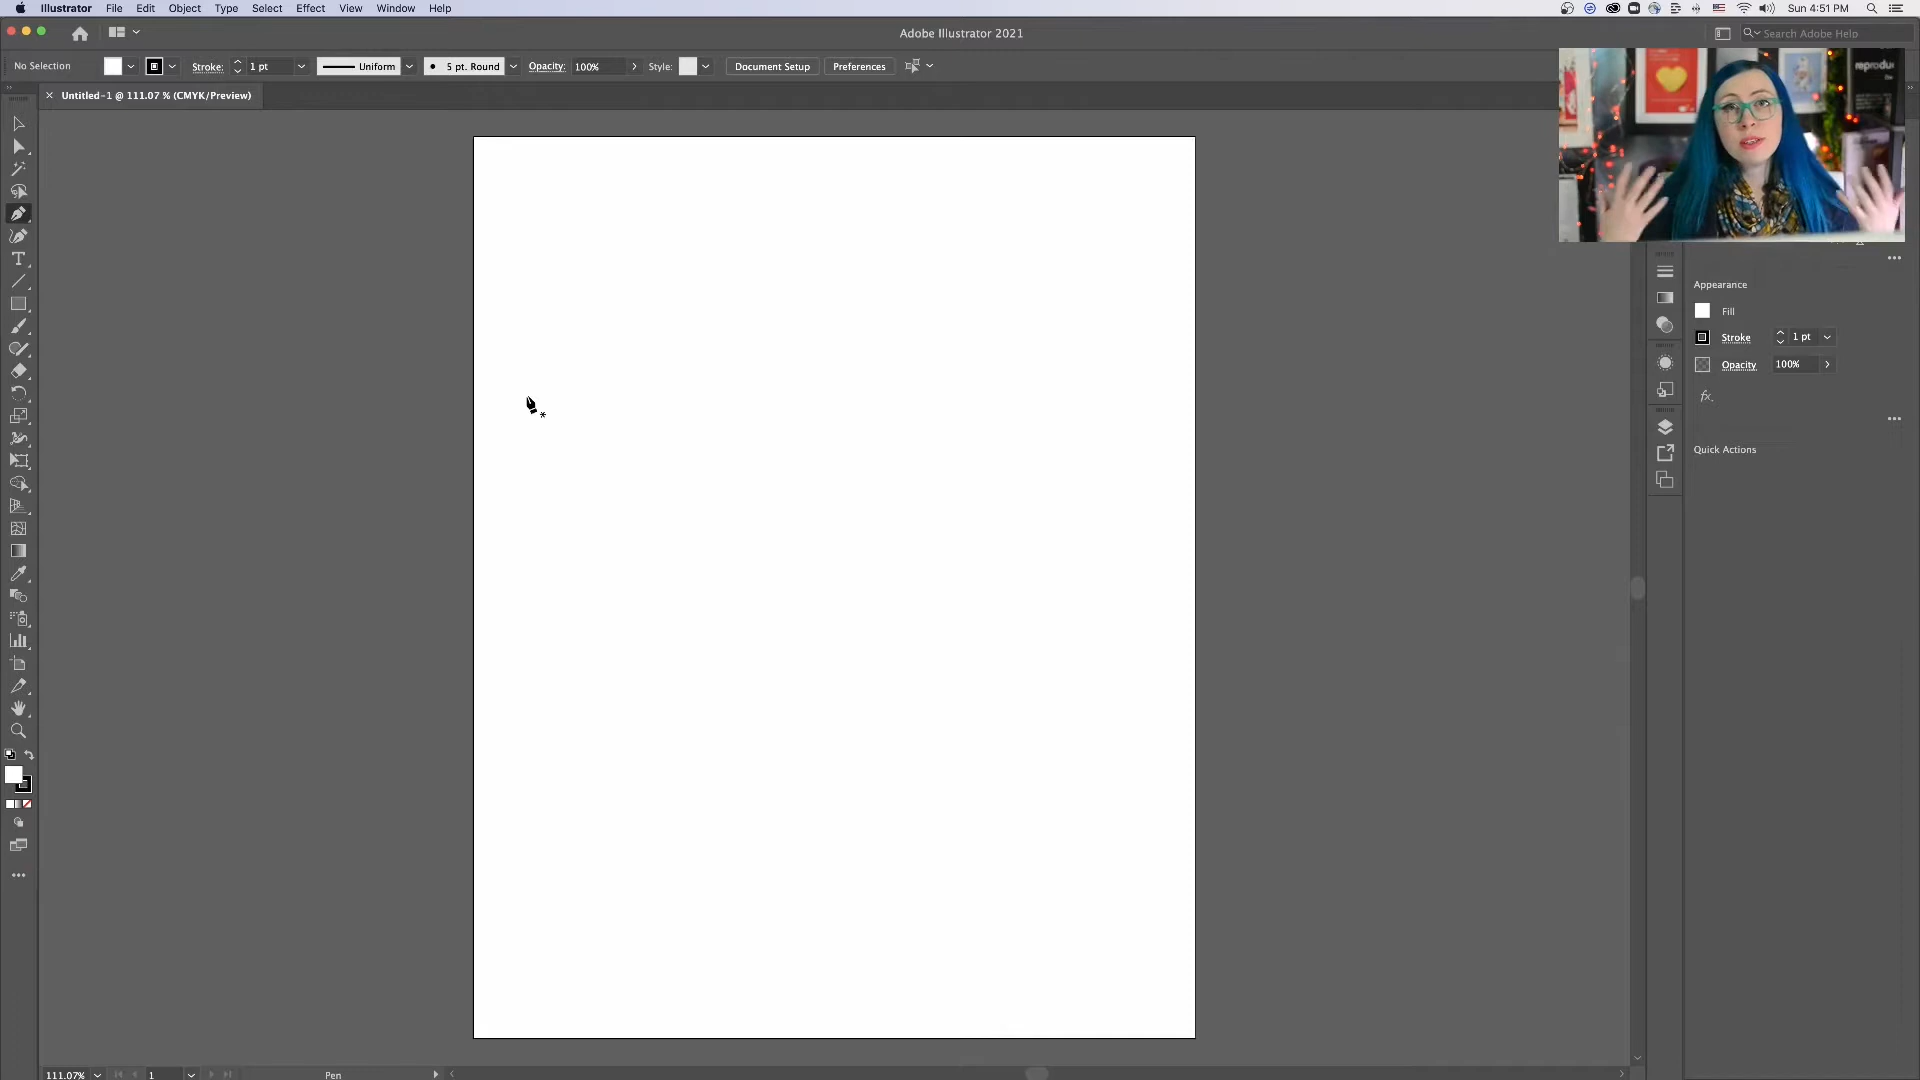 Illustrator File Edit Object Type Select Effect View Window Help
Sun 4:51 PM
Adobe Illustrator 2021
Search Adobe Help
No Selection
Stroke: 1 pt
Uniform
5 pt. Round
Opacity: 100%
Style:
Document Setup
Preferences
Untitled-1 @ 111.07 % (CMYK/Preview)
Appearance
Fill
Stroke 1 pt
Opacity 100%
fx.
Quick Actions
111.07%
1
Pen